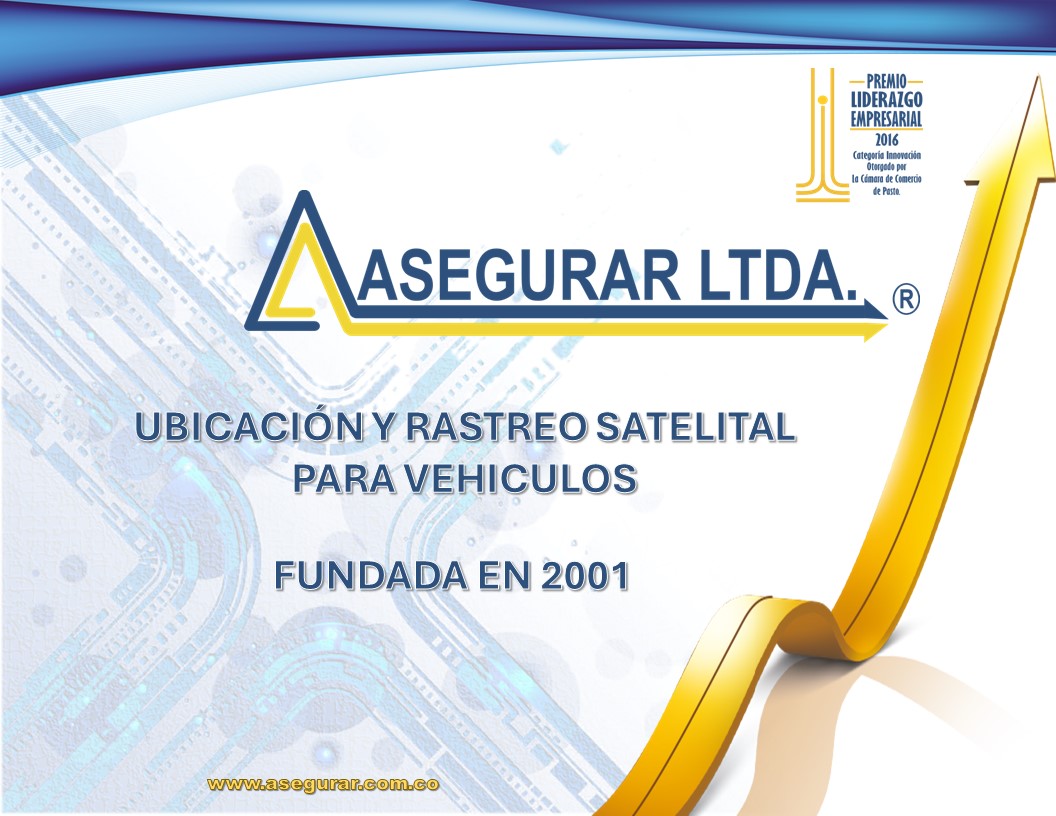 PREMIO
LIDERAZGO
EMPRESARIAL
2016
Categoría Innovación
Otorgado por
La Cámara de Comercio
de Pasto.
ASEGURAR LTDA.®
UBICACIÓN Y RASTREO SATELITAL
PARA VEHICULOS
FUNDADA EN 2001
www.asegurar.com.co